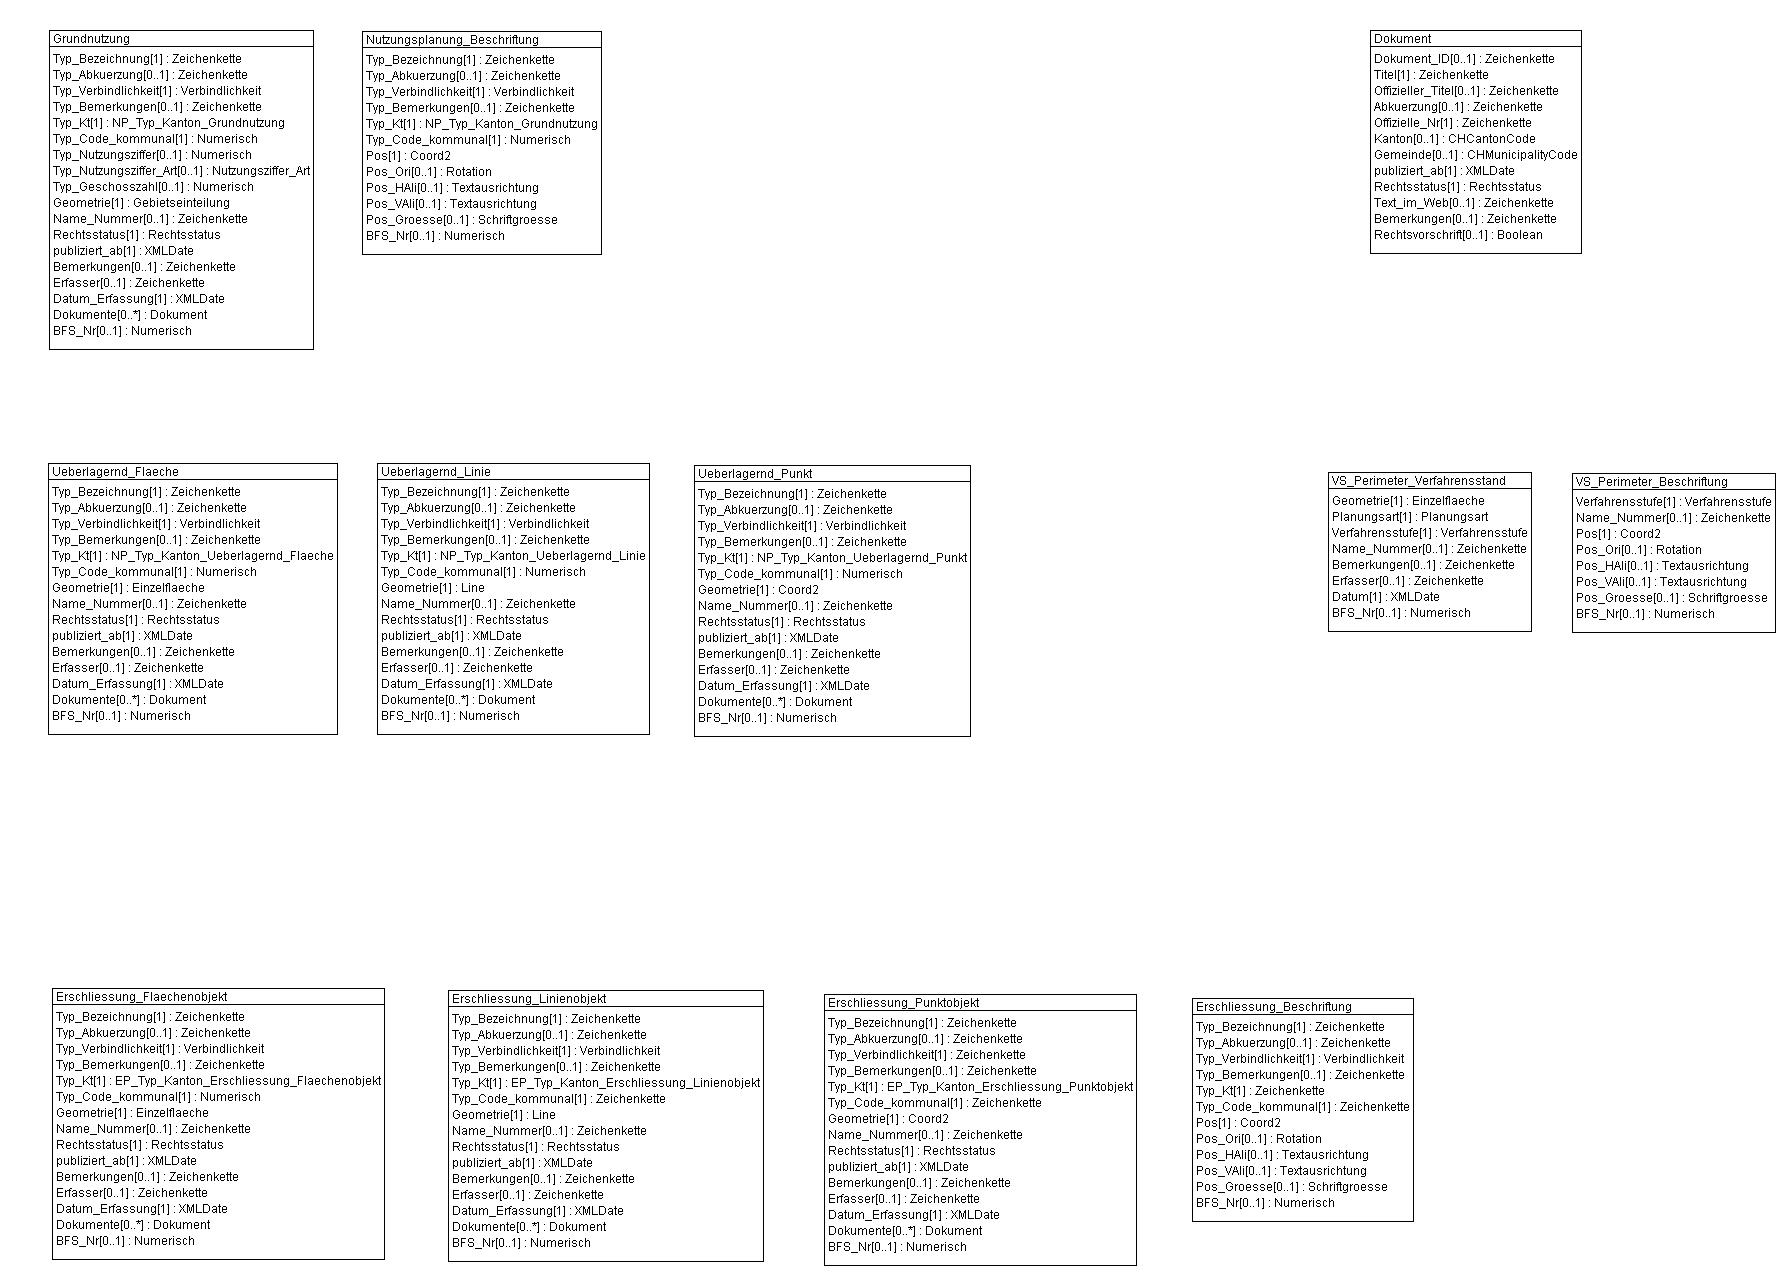 Grundnutzung
Typ_Bezeichnung[1] : Zeichenkette
Typ_Abkuerzung[0..1] : Zeichenkette
Typ_Verbindlichkeit[1] : Verbindlichkeit
Typ_Bemerkungen[0..1] : Zeichenkette
Typ_Kt[1] : NP_Typ_Kanton_Grundnutzung
Typ_Code_kommunal[1] : Numerisch
Typ_Nutzungsziffer[0..1] : Numerisch
Typ_Nutzungsziffer_Art[0..1] : Nutzungsziffer_Art
Typ_Geschosszahl[0..1] : Numerisch
Geometrie[1] : Gebietseinteilung
Name_Nummer[0..1] : Zeichenkette
Rechtsstatus[1] : Rechtsstatus
publiziert_ab[1] : XMLDate
Bemerkungen[0..1] : Zeichenkette
Erfasser[0..1] : Zeichenkette
Datum_Erfassung[1] : XMLDate
Dokumente[0..*] : Dokument
BFS_Nr[0..1] : Numerisch
Nutzungsplanung_Beschriftung
Typ_Bezeichnung[1] : Zeichenkette
Typ_Abkuerzung[0..1] : Zeichenkette
Typ_Verbindlichkeit[1] : Verbindlichkeit
Typ_Bemerkungen[0..1] : Zeichenkette
Typ_Kt[1] : NP_Typ_Kanton_Grundnutzung
Typ_Code_kommunal[1] : Numerisch
Pos[1] : Coord2
Pos_Ori[0..1] : Rotation
Pos_HAli[0..1] : Textausrichtung
Pos_VAli[0..1] : Textausrichtung
Pos_Groesse[0..1] : Schriftgroesse
BFS_Nr[0..1] : Numerisch
Dokument
Dokument_ID[0..1] : Zeichenkette
Titel[1] : Zeichenkette
Offizieller_Titel[0..1] : Zeichenkette
Abkuerzung[0..1] : Zeichenkette
Offizielle_Nr[1] : Zeichenkette
Kanton[0..1] : CHCantonCode
Gemeinde[0..1] : CHMunicipalityCode
publiziert_ab[1] : XMLDate
Rechtsstatus[1] : Rechtsstatus
Text_im_Web[0..1] : Zeichenkette
Bemerkungen[0..1] : Zeichenkette
Rechtsvorschrift[0..1] : Boolean
Ueberlagernd_Flaeche
Typ_Bezeichnung[1] : Zeichenkette
Typ_Abkuerzung[0..1] : Zeichenkette
Typ_Verbindlichkeit[1] : Verbindlichkeit
Typ_Bemerkungen[0..1] : Zeichenkette
Typ_Kt[1] : NP_Typ_Kanton_Ueberlagernd_Flaeche
Typ_Code_kommunal[1] : Numerisch
Geometrie[1] : Einzelflaeche
Name_Nummer[0..1] : Zeichenkette
Rechtsstatus[1] : Rechtsstatus
publiziert_ab[1] : XMLDate
Bemerkungen[0..1] : Zeichenkette
Erfasser[0..1] : Zeichenkette
Datum_Erfassung[1] : XMLDate
Dokumente[0..*] : Dokument
BFS_Nr[0..1] : Numerisch
Ueberlagernd_Linie
Typ_Bezeichnung[1] : Zeichenkette
Typ_Abkuerzung[0..1] : Zeichenkette
Typ_Verbindlichkeit[1] : Verbindlichkeit
Typ_Bemerkungen[0..1] : Zeichenkette
Typ_Kt[1] : NP_Typ_Kanton_Ueberlagernd_Linie
Typ_Code_kommunal[1] : Numerisch
Geometrie[1] : Line
Name_Nummer[0..1] : Zeichenkette
Rechtsstatus[1] : Rechtsstatus
publiziert_ab[1] : XMLDate
Bemerkungen[0..1] : Zeichenkette
Erfasser[0..1] : Zeichenkette
Datum_Erfassung[1] : XMLDate
Dokumente[0..*] : Dokument
BFS_Nr[0..1] : Numerisch
Ueberlagernd_Punkt
Typ_Bezeichnung[1] : Zeichenkette
Typ_Abkuerzung[0..1] : Zeichenkette
Typ_Verbindlichkeit[1] : Verbindlichkeit
Typ_Bemerkungen[0..1] : Zeichenkette
Typ_Kt[1] : NP_Typ_Kanton_Ueberlagernd_Punkt
Typ_Code_kommunal[1] : Numerisch
Geometrie[1] : Coord2
Name_Nummer[0..1] : Zeichenkette
Rechtsstatus[1] : Rechtsstatus
publiziert_ab[1] : XMLDate
Bemerkungen[0..1] : Zeichenkette
Erfasser[0..1] : Zeichenkette
Datum_Erfassung[1] : XMLDate
Dokumente[0..*] : Dokument
BFS_Nr[0..1] : Numerisch
VS_Perimeter_Verfahrensstand
Geometrie[1] : Einzelflaeche
Planungsart[1] : Planungsart
Verfahrensstufe[1] : Verfahrensstufe
Name_Nummer[0..1] : Zeichenkette
Bemerkungen[0..1] : Zeichenkette
Erfasser[0..1] : Zeichenkette
Datum[1] : XMLDate
BFS_Nr[0..1] : Numerisch
VS_Perimeter_Beschriftung
Verfahrensstufe[1] : Verfahrensstufe
Name_Nummer[0..1] : Zeichenkette
Pos[1] : Coord2
Pos_Ori[0..1] : Rotation
Pos_HAli[0..1] : Textausrichtung
Pos_VAli[0..1] : Textausrichtung
Pos_Groesse[0..1] : Schriftgroesse
BFS_Nr[0..1] : Numerisch
Erschliessung_Flaechenobjekt
Typ_Bezeichnung[1] : Zeichenkette
Typ_Abkuerzung[0..1] : Zeichenkette
Typ_Verbindlichkeit[1] : Verbindlichkeit
Typ_Bemerkungen[0..1] : Zeichenkette
Typ_Kt[1] : EP_Typ_Kanton_Erschliessung_Flaechenobjekt
Typ_Code_kommunal[1] : Numerisch
Geometrie[1] : Einzelflaeche
Name_Nummer[0..1] : Zeichenkette
Rechtsstatus[1] : Rechtsstatus
publiziert_ab[1] : XMLDate
Bemerkungen[0..1] : Zeichenkette
Erfasser[0..1] : Zeichenkette
Datum_Erfassung[1] : XMLDate
Dokumente[0..*] : Dokument
BFS_Nr[0..1] : Numerisch
Erschliessung_Linienobjekt
Typ_Bezeichnung[1] : Zeichenkette
Typ_Abkuerzung[0..1] : Zeichenkette
Typ_Verbindlichkeit[1] : Verbindlichkeit
Typ_Bemerkungen[0..1] : Zeichenkette
Typ_Kt[1] : EP_Typ_Kanton_Erschliessung_Linienobjekt
Typ_Code_kommunal[1] : Zeichenkette
Geometrie[1] : Line
Name_Nummer[0..1] : Zeichenkette
Rechtsstatus[1] : Rechtsstatus
publiziert_ab[1] : XMLDate
Bemerkungen[0..1] : Zeichenkette
Erfasser[0..1] : Zeichenkette
Datum_Erfassung[1] : XMLDate
Dokumente[0..*] : Dokument
BFS_Nr[0..1] : Numerisch
Erschliessung_Punktobjekt
Typ_Bezeichnung[1] : Zeichenkette
Typ_Abkuerzung[0..1] : Zeichenkette
Typ_Verbindlichkeit[1] : Zeichenkette
Typ_Bemerkungen[0..1] : Zeichenkette
Typ_Kt[1] : EP_Typ_Kanton_Erschliessung_Punktobjekt
Typ_Code_kommunal[1] : Zeichenkette
Geometrie[1] : Coord2
Name_Nummer[0..1] : Zeichenkette
Rechtsstatus[1] : Rechtsstatus
publiziert_ab[1] : XMLDate
Bemerkungen[0..1] : Zeichenkette
Erfasser[0..1] : Zeichenkette
Datum_Erfassung[1] : XMLDate
Dokumente[0..*] : Dokument
BFS_Nr[0..1] : Numerisch
Erschliessung_Beschriftung
Typ_Bezeichnung[1] : Zeichenkette
Typ_Abkuerzung[0..1] : Zeichenkette
Typ_Verbindlichkeit[1] : Verbindlichkeit
Typ_Bemerkungen[0..1] : Zeichenkette
Typ_Kt[1] : Zeichenkette
Typ_Code_kommunal[1] : Zeichenkette
Pos[1] : Coord2
Pos_Ori[0..1] : Rotation
Pos_HAli[0..1] : Textausrichtung
Pos_VAli[0..1] : Textausrichtung
Pos_Groesse[0..1] : Schriftgroesse
BFS_Nr[0..1] : Numerisch